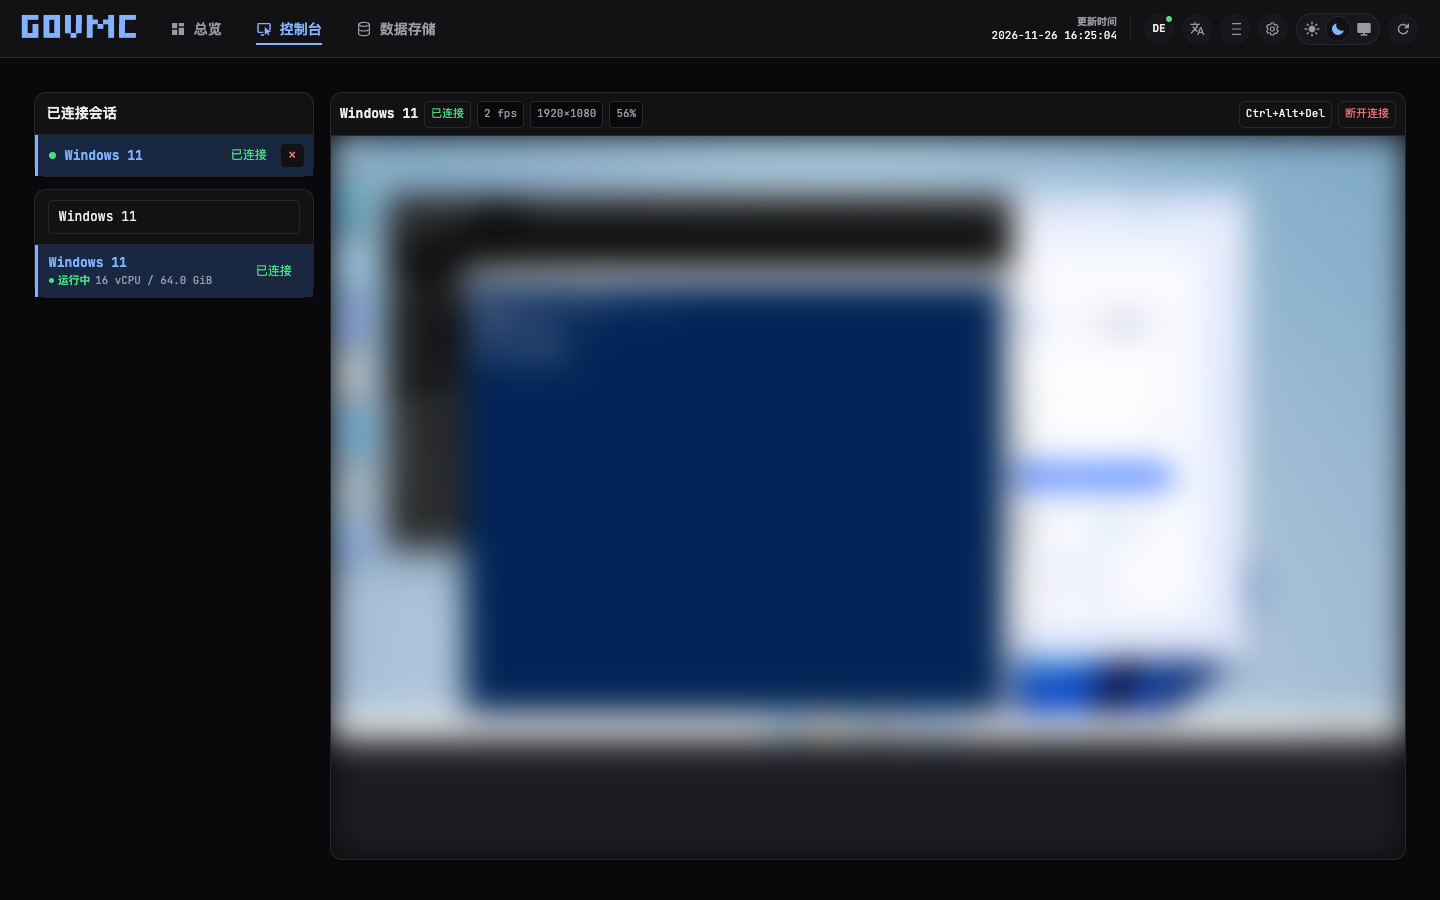 GOVMC
总览
控制台
数据存储
更新时间
2026-11-26 16:25:04
DE
已连接会话
Windows 11
已连接
×
Windows 11
Windows 11
运行中 16 vCPU / 64.0 GiB
已连接
Windows 11
已连接
2 fps
1920×1080
56%
Ctrl+Alt+Del
断开连接